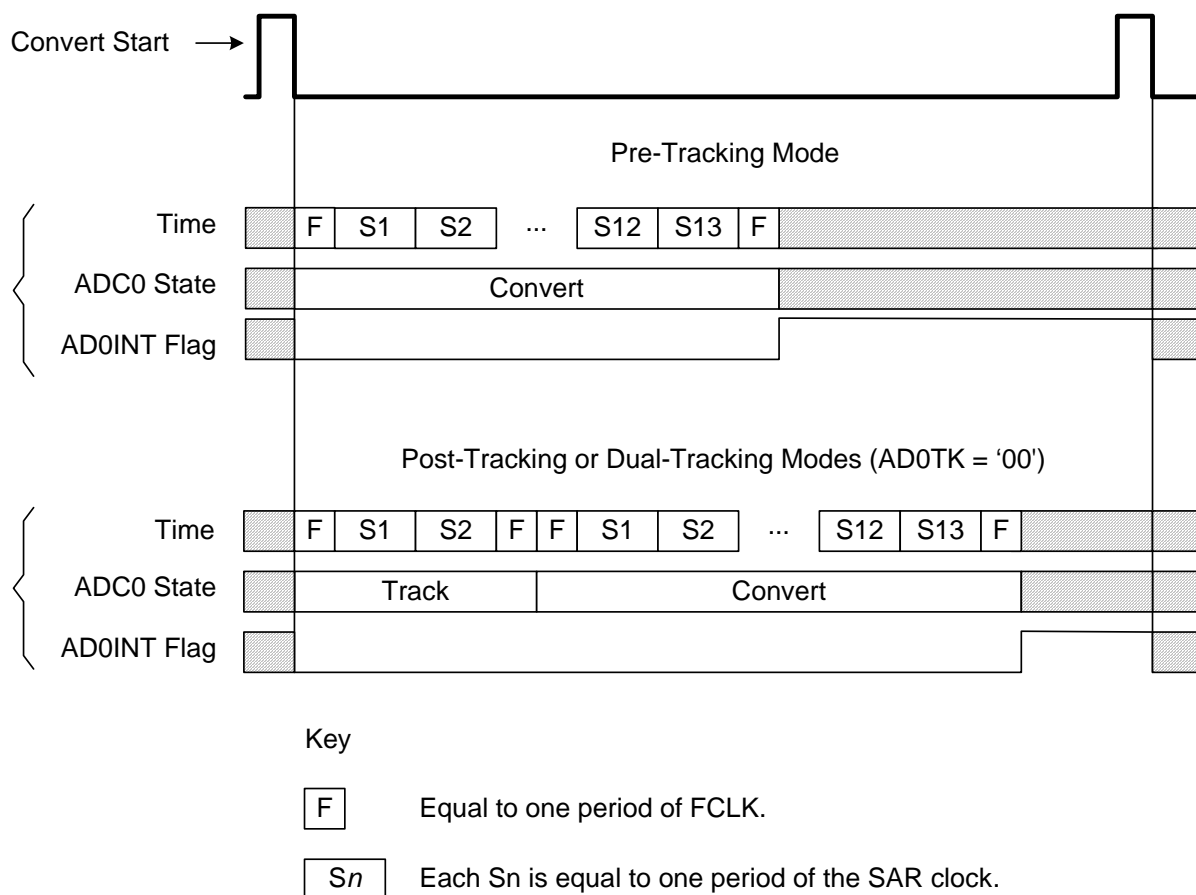 Convert Start
Pre-Tracking Mode
Time F S1 S2 ... S12 S13 F
ADC0 State Convert
AD0INT Flag
Post-Tracking or Dual-Tracking Modes (AD0TK = ‘00')
Time F S1 S2 F F S1 S2 ... S12 S13 F
ADC0 State Track Convert
AD0INT Flag
Key
F Equal to one period of FCLK.
Sn Each Sn is equal to one period of the SAR clock.